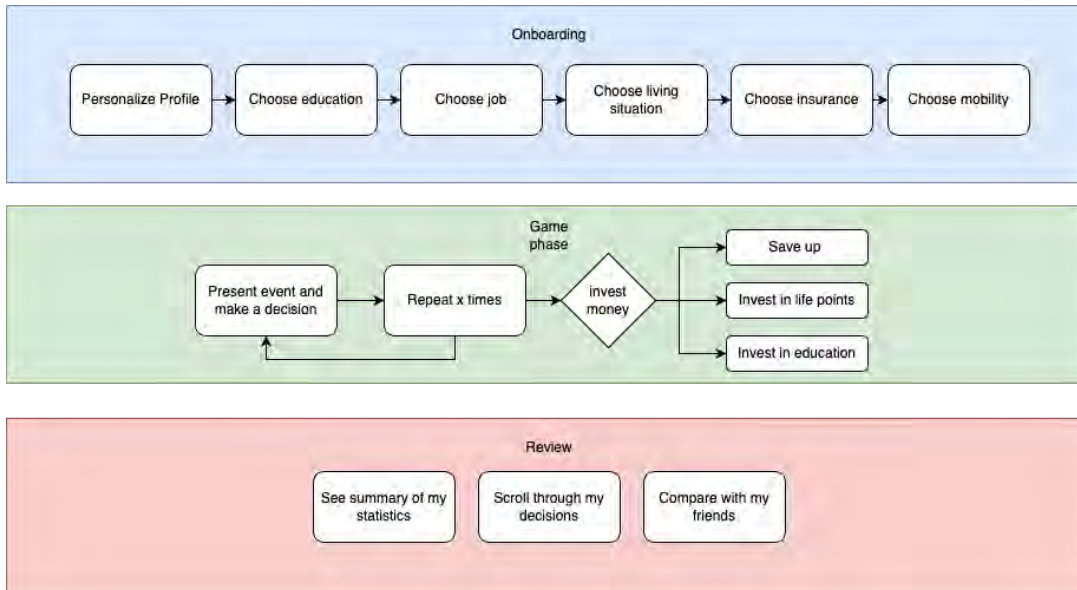 Onboarding
Personalize Profile
Choose education
Choose job
Choose living
situation
Choose insurance
Choose mobility
Game
phase
Present event and
make a decision
Repeat x times
invest
money
Save up
Invest in life points
Invest in education
Review
See summary of my
statistics
Scroll through my
decisions
Compare with my
friends